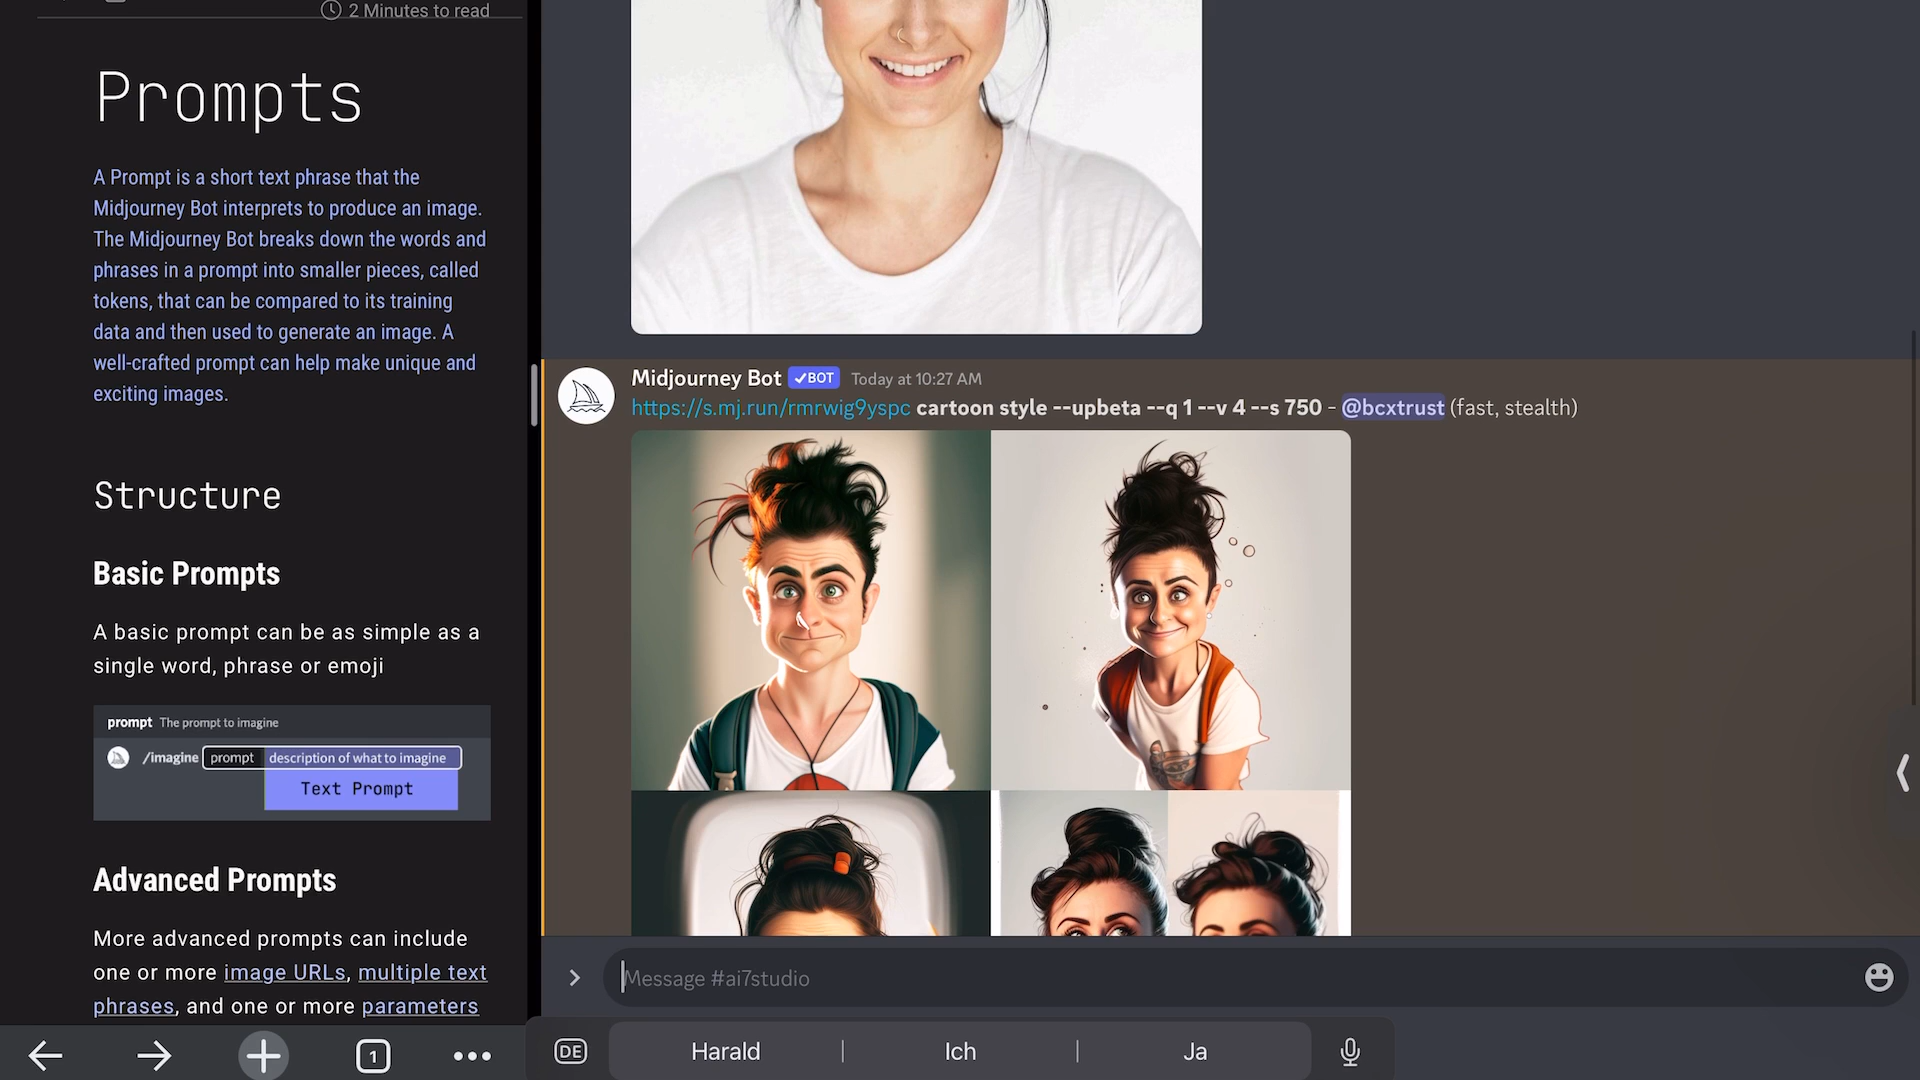 2 Minutes to read
Prompts
A Prompt is a short text phrase that the
Midjourney Bot interprets to produce an image.
The Midjourney Bot breaks down the words and
phrases in a prompt into smaller pieces, called
tokens, that can be compared to its training
data and then used to generate an image. A
well-crafted prompt can help make unique and
exciting images.
Structure
Basic Prompts
A basic prompt can be as simple as a
single word, phrase or emoji
prompt The prompt to imagine
/imagine prompt description of what to imagine
Text Prompt
Advanced Prompts
More advanced prompts can include
one or more image URLs, multiple text
phrases, and one or more parameters
1
Midjourney Bot ✓BOT Today at 10:27 AM
https://s.mj.run/rmrwig9yspc cartoon style --upbeta --q 1 --v 4 --s 750 - @bcxtrust (fast, stealth)
Message #ai7studio
DE Harald Ich Ja